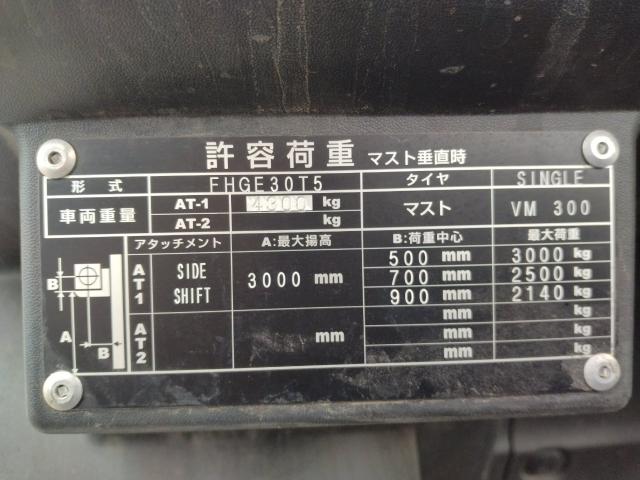 許容荷重 マスト垂直時
形式 FHGE30T5 タイヤ SINGLE
車両重量 AT-1 4300 kg マスト VM 300
AT-2 kg
アタッチメント A:最大揚高 B:荷重中心 最大荷重
AT1 SIDE SHIFT 3000 mm 500 mm 3000 kg
700 mm 2500 kg
900 mm 2140 kg
AT2 mm mm kg
mm kg
mm kg
B
A
B